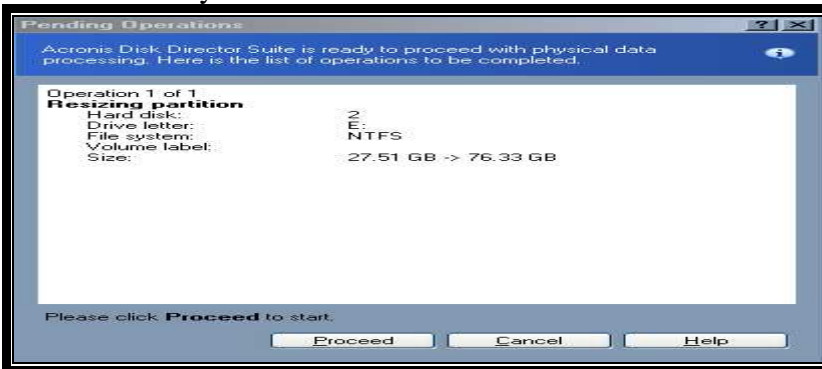 Pending Operations
Acronis Disk Director Suite is ready to proceed with physical data
processing. Here is the list of operations to be completed.
Operation 1 of 1
Resizing partition
Hard disk: 2
Drive letter: E:
File system: NTFS
Volume label:
Size: 27.51 GB -> 76.33 GB
Please click Proceed to start.
Proceed Cancel Help